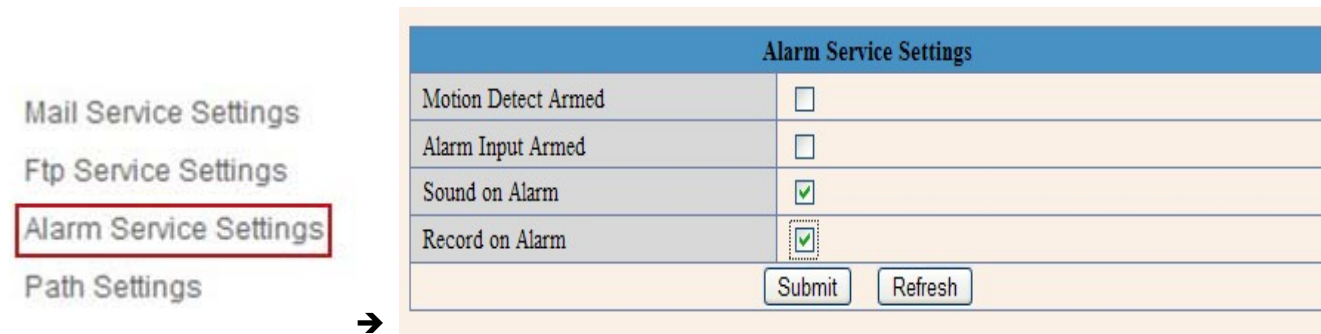 Mail Service Settings
Ftp Service Settings
Alarm Service Settings
Path Settings
➔
Alarm Service Settings
Motion Detect Armed
Alarm Input Armed
Sound on Alarm
Record on Alarm
Submit Refresh